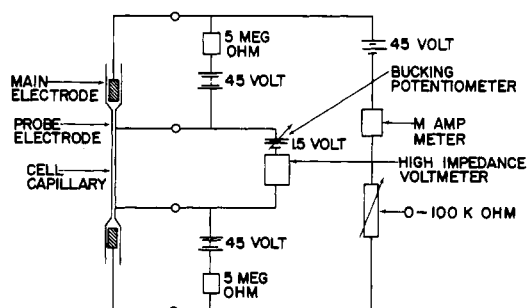 5 MEG
OHM
45 VOLT
45 VOLT
BUCKING
POTENTIOMETER
MAIN
ELECTRODE
PROBE
ELECTRODE
1.5 VOLT
M AMP
METER
HIGH IMPEDANCE
VOLTMETER
CELL
CAPILLARY
0-100 K OHM
45 VOLT
5 MEG
OHM